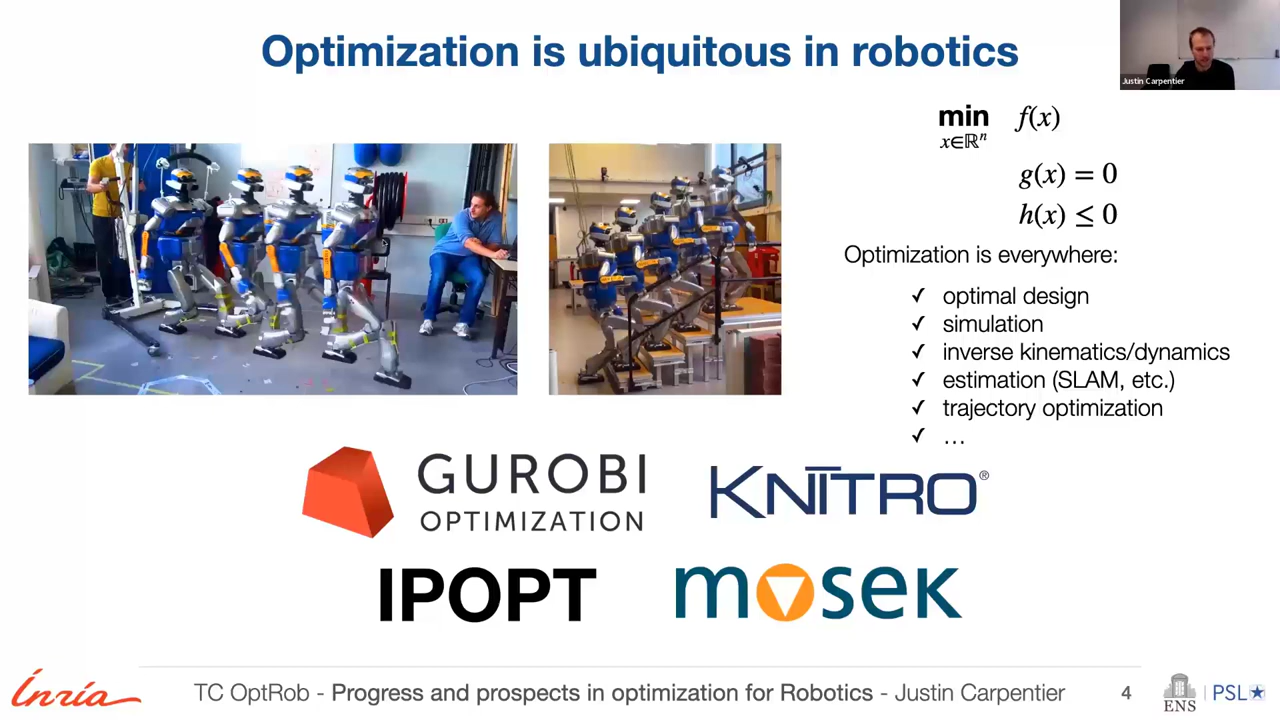 Optimization is ubiquitous in robotics
Justin Carpentier
min f(x)
x∈ℝⁿ
g(x) = 0
h(x) ≤ 0
Optimization is everywhere:
✓ optimal design
✓ simulation
✓ inverse kinematics/dynamics
✓ estimation (SLAM, etc.)
✓ trajectory optimization
✓ …
GUROBI
OPTIMIZATION
KNITRO®
IPOPT
mosek
Inria
TC OptRob - Progress and prospects in optimization for Robotics - Justin Carpentier
4
ENS
PSL